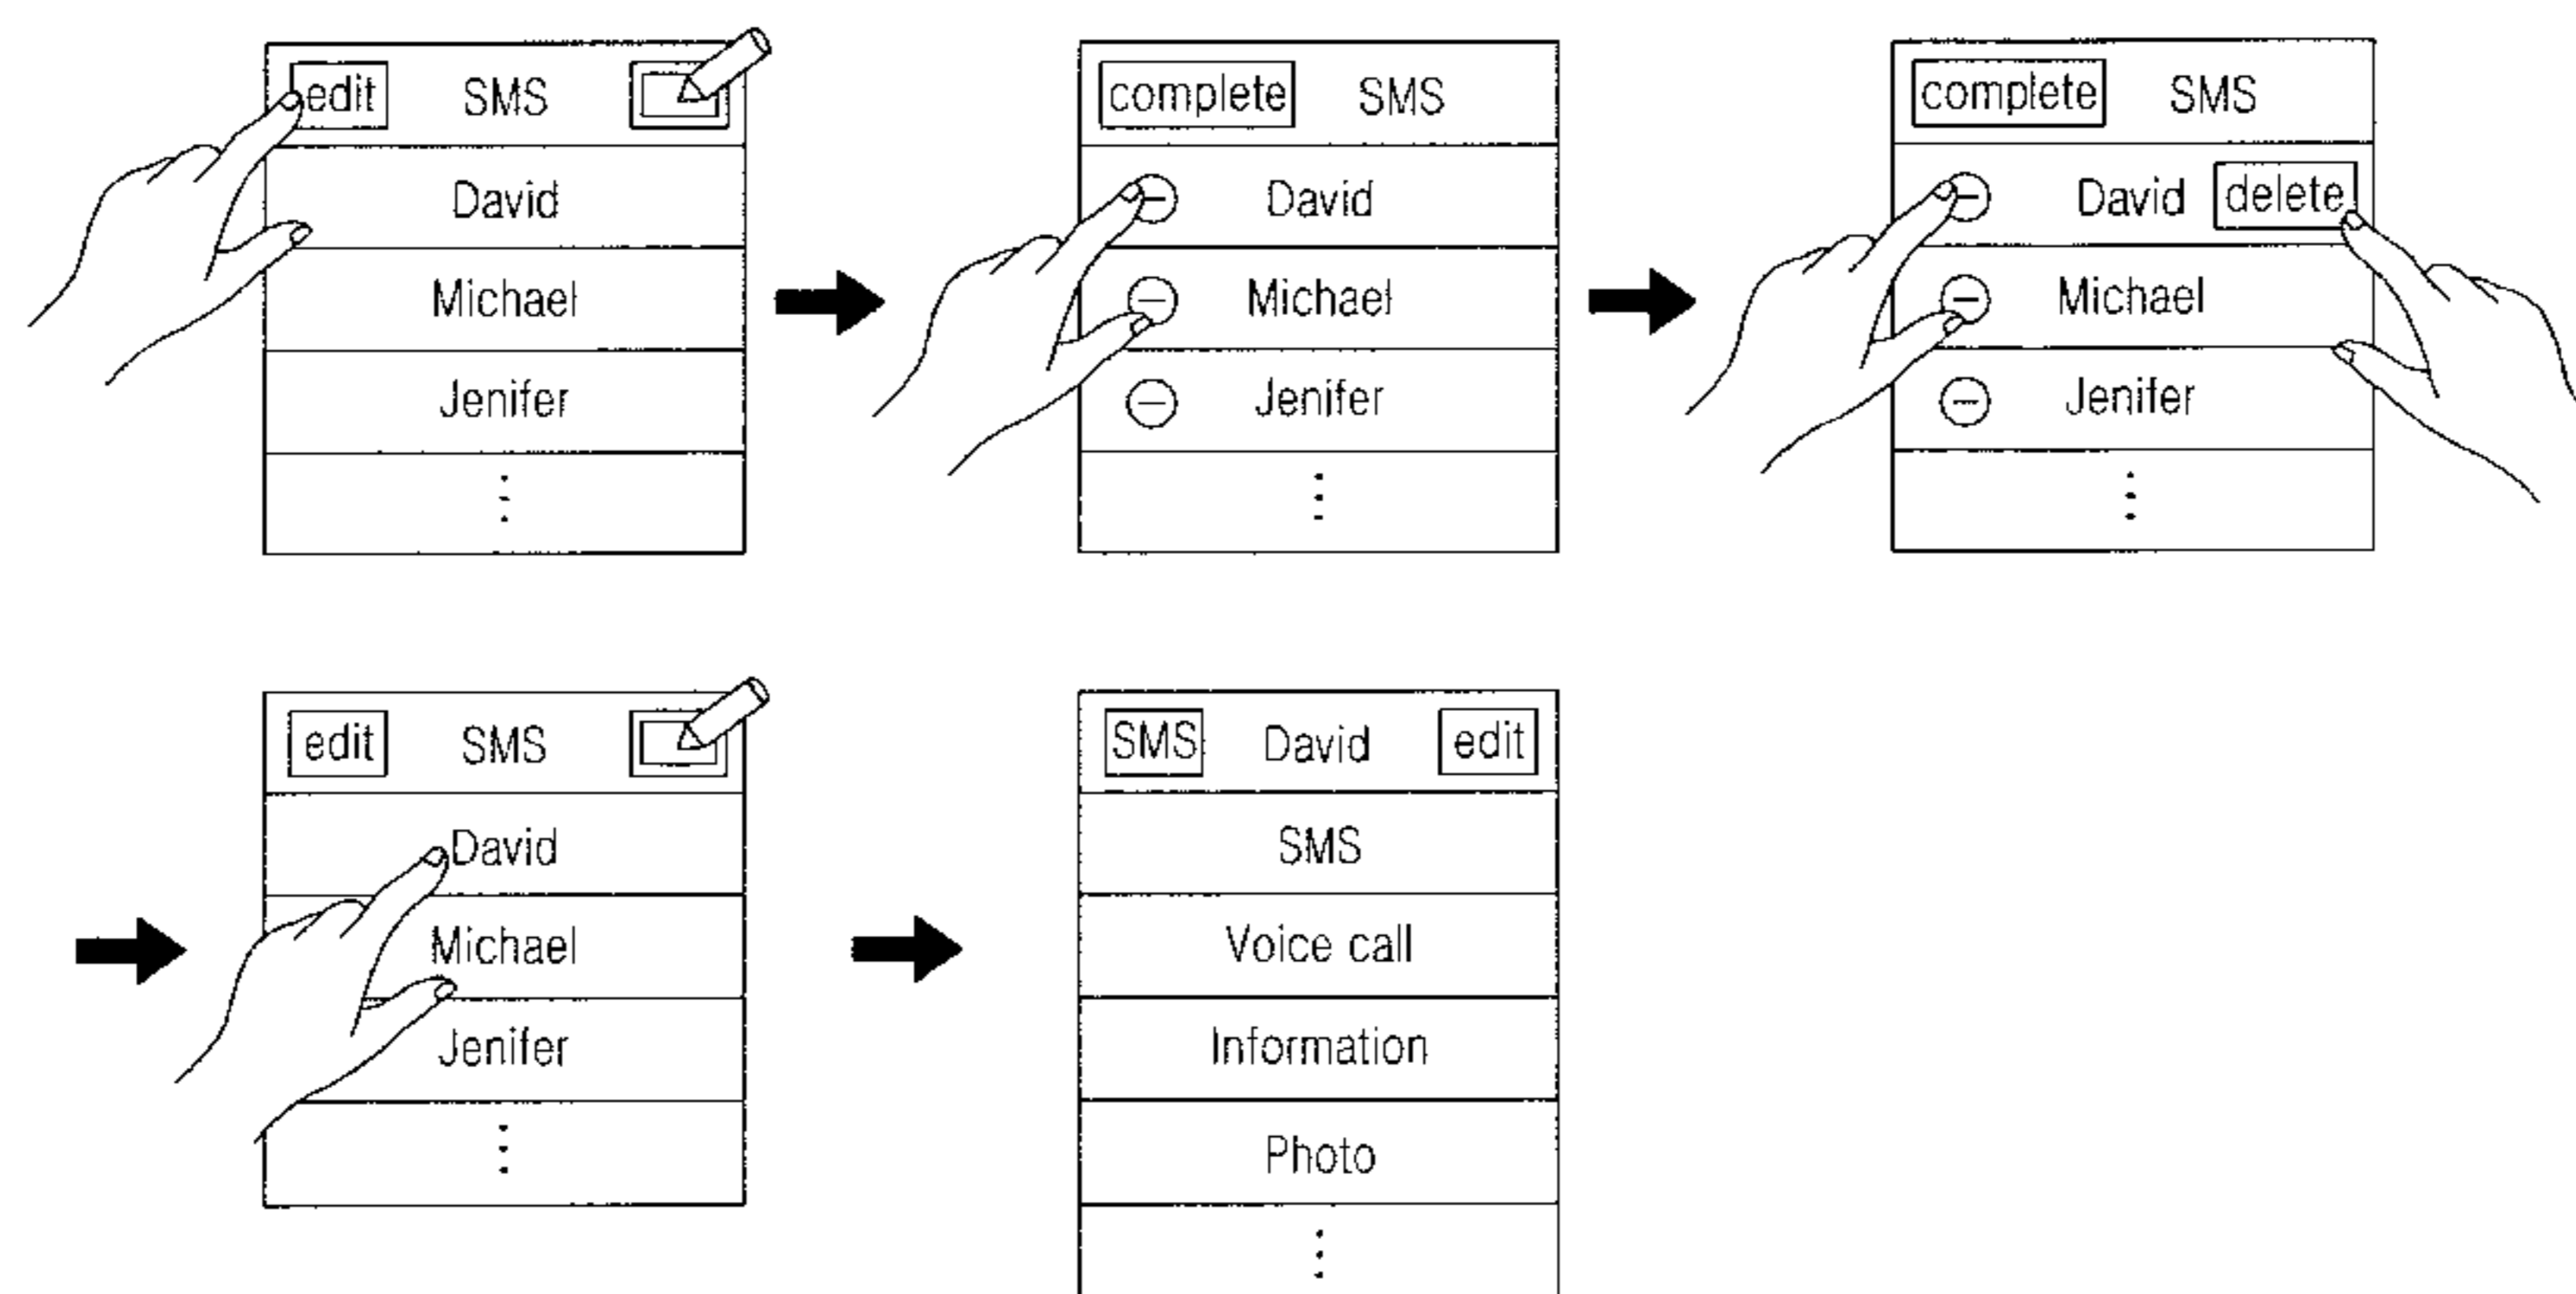 edit SMS
David
Michael
Jenifer
complete SMS
David
Michael
Jenifer
complete SMS
David delete
Michael
Jenifer
edit SMS
David
Michael
Jenifer
SMS David edit
SMS
Voice call
Information
Photo